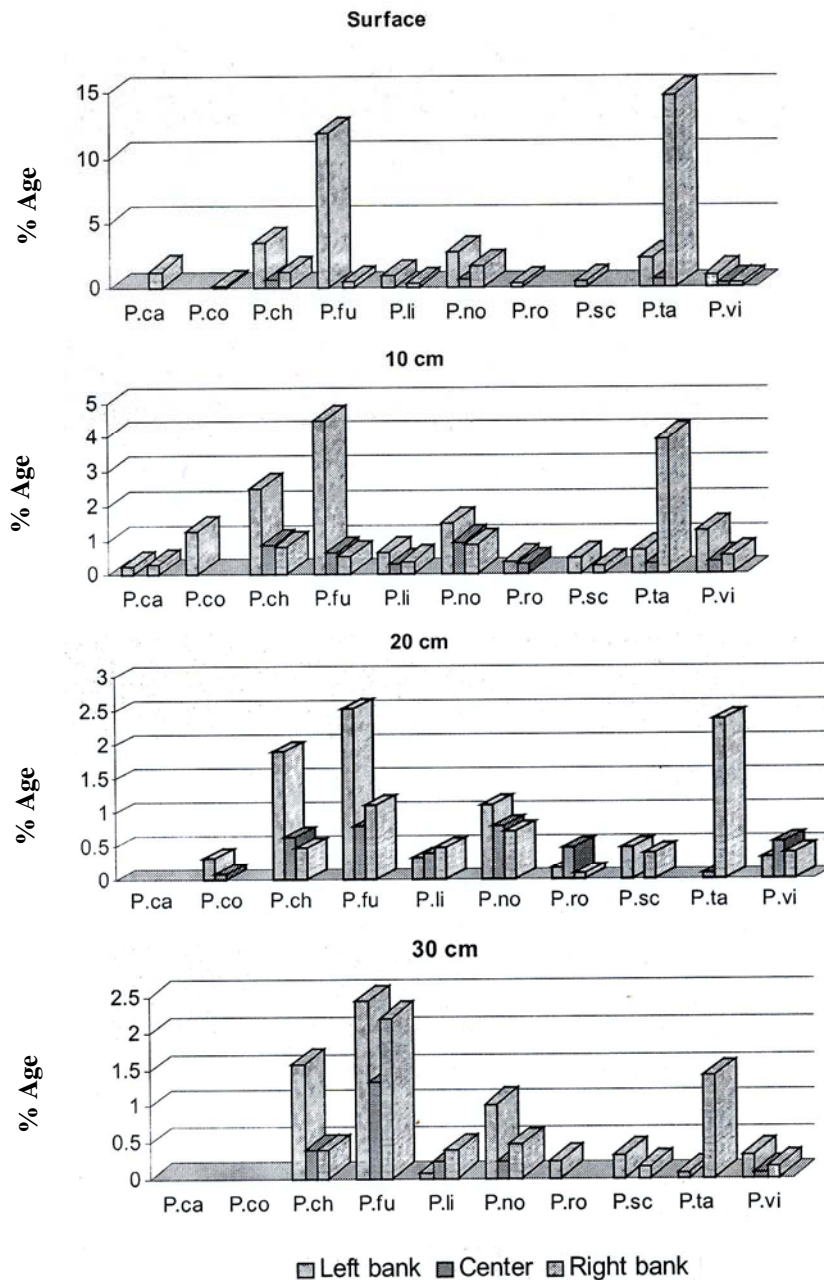 Surface
% Age
15
10
5
0
P.ca P.co P.ch P.fu P.li P.no P.ro P.sc P.ta P.vi
10 cm
% Age
5
4
3
2
1
0
P.ca P.co P.ch P.fu P.li P.no P.ro P.sc P.ta P.vi
20 cm
% Age
3
2.5
2
1.5
1
0.5
0
P.ca P.co P.ch P.fu P.li P.no P.ro P.sc P.ta P.vi
30 cm
% Age
2.5
2
1.5
1
0.5
0
P.ca P.co P.ch P.fu P.li P.no P.ro P.sc P.ta P.vi
Left bank Center Right bank